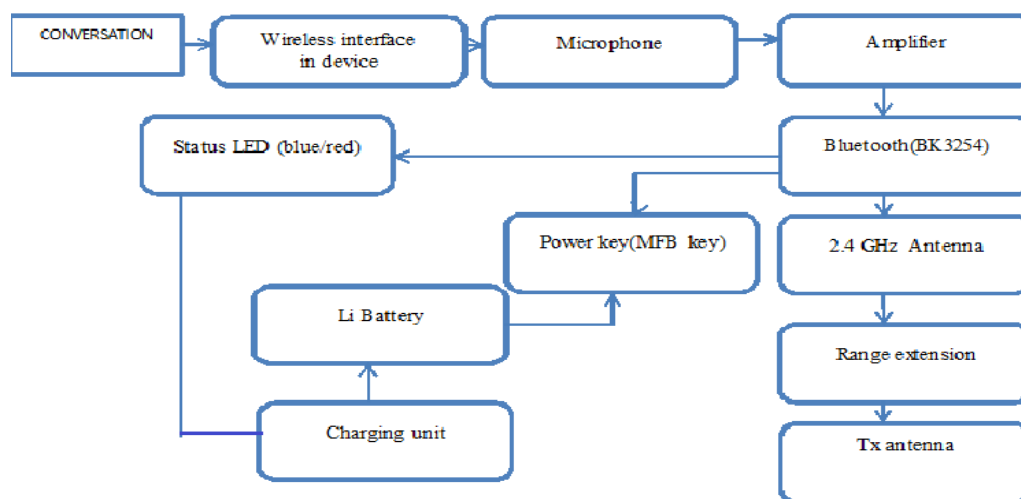 CONVERSATION
Wireless interface
in device
Microphone
Amplifier
Status LED (blue/red)
Bluetooth(BK3254)
Power key(MFB key)
2.4 GHz Antenna
Li Battery
Range extension
Charging unit
Tx antenna